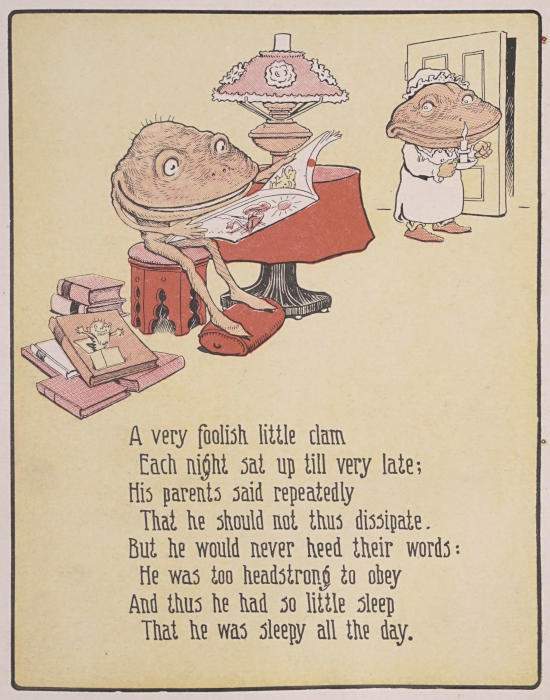 A very foolish little clam
Each night sat up till very late;
His parents said repeatedly
That he should not thus dissipate.
But he would never heed their words:
He was too headstrong to obey
And thus he had so little sleep
That he was sleepy all the day.